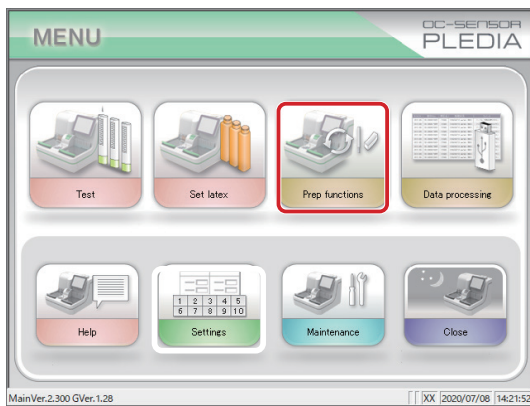 MENU
OC-SENSOR
PLEDIA
Test
Set latex
Prep functions
Data processing
1 2 3 4 5
6 7 8 9 10
Help
Settings
Maintenance
Close
MainVer.2.300 GVer.1.28
XX 2020/07/08 14:21:52